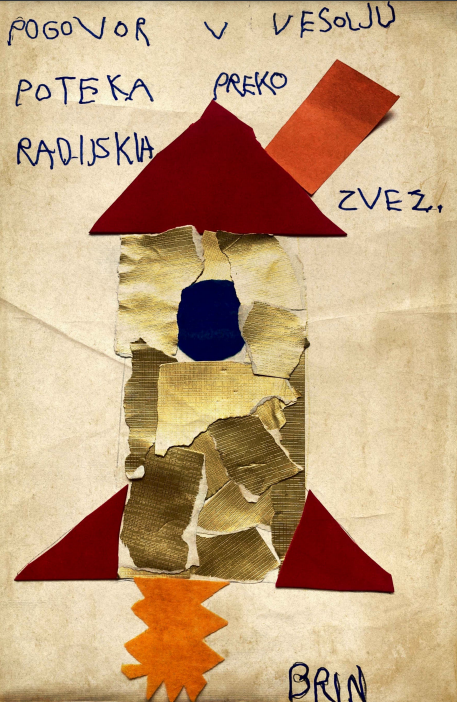 POGOVOR V VESOLJU
POTEKA PREKO
RADIJSKIH
ZVEZ.
BRIN